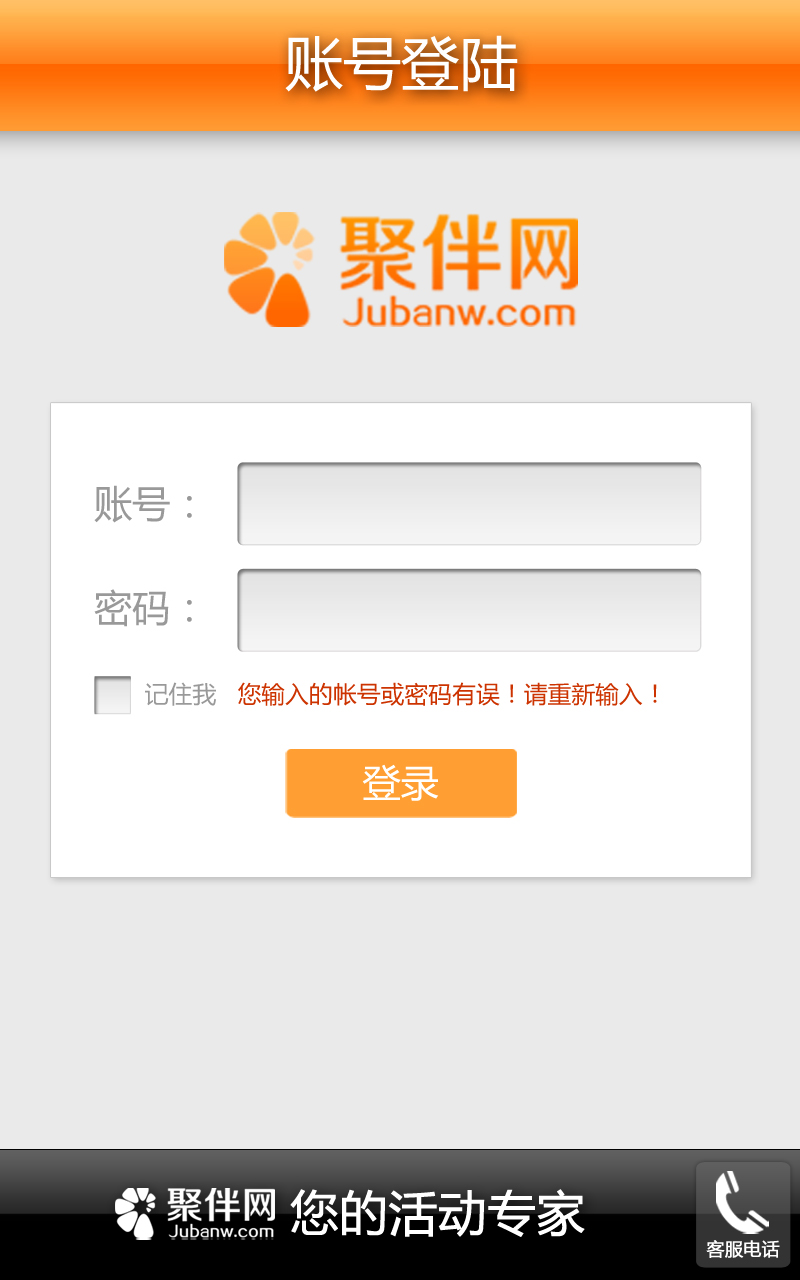 账号登陆
聚伴网
Jubanw.com
账号：
密码：
记住我 您输入的帐号或密码有误！请重新输入！
登录
聚伴网
Jubanw.com
您的活动专家
客服电话